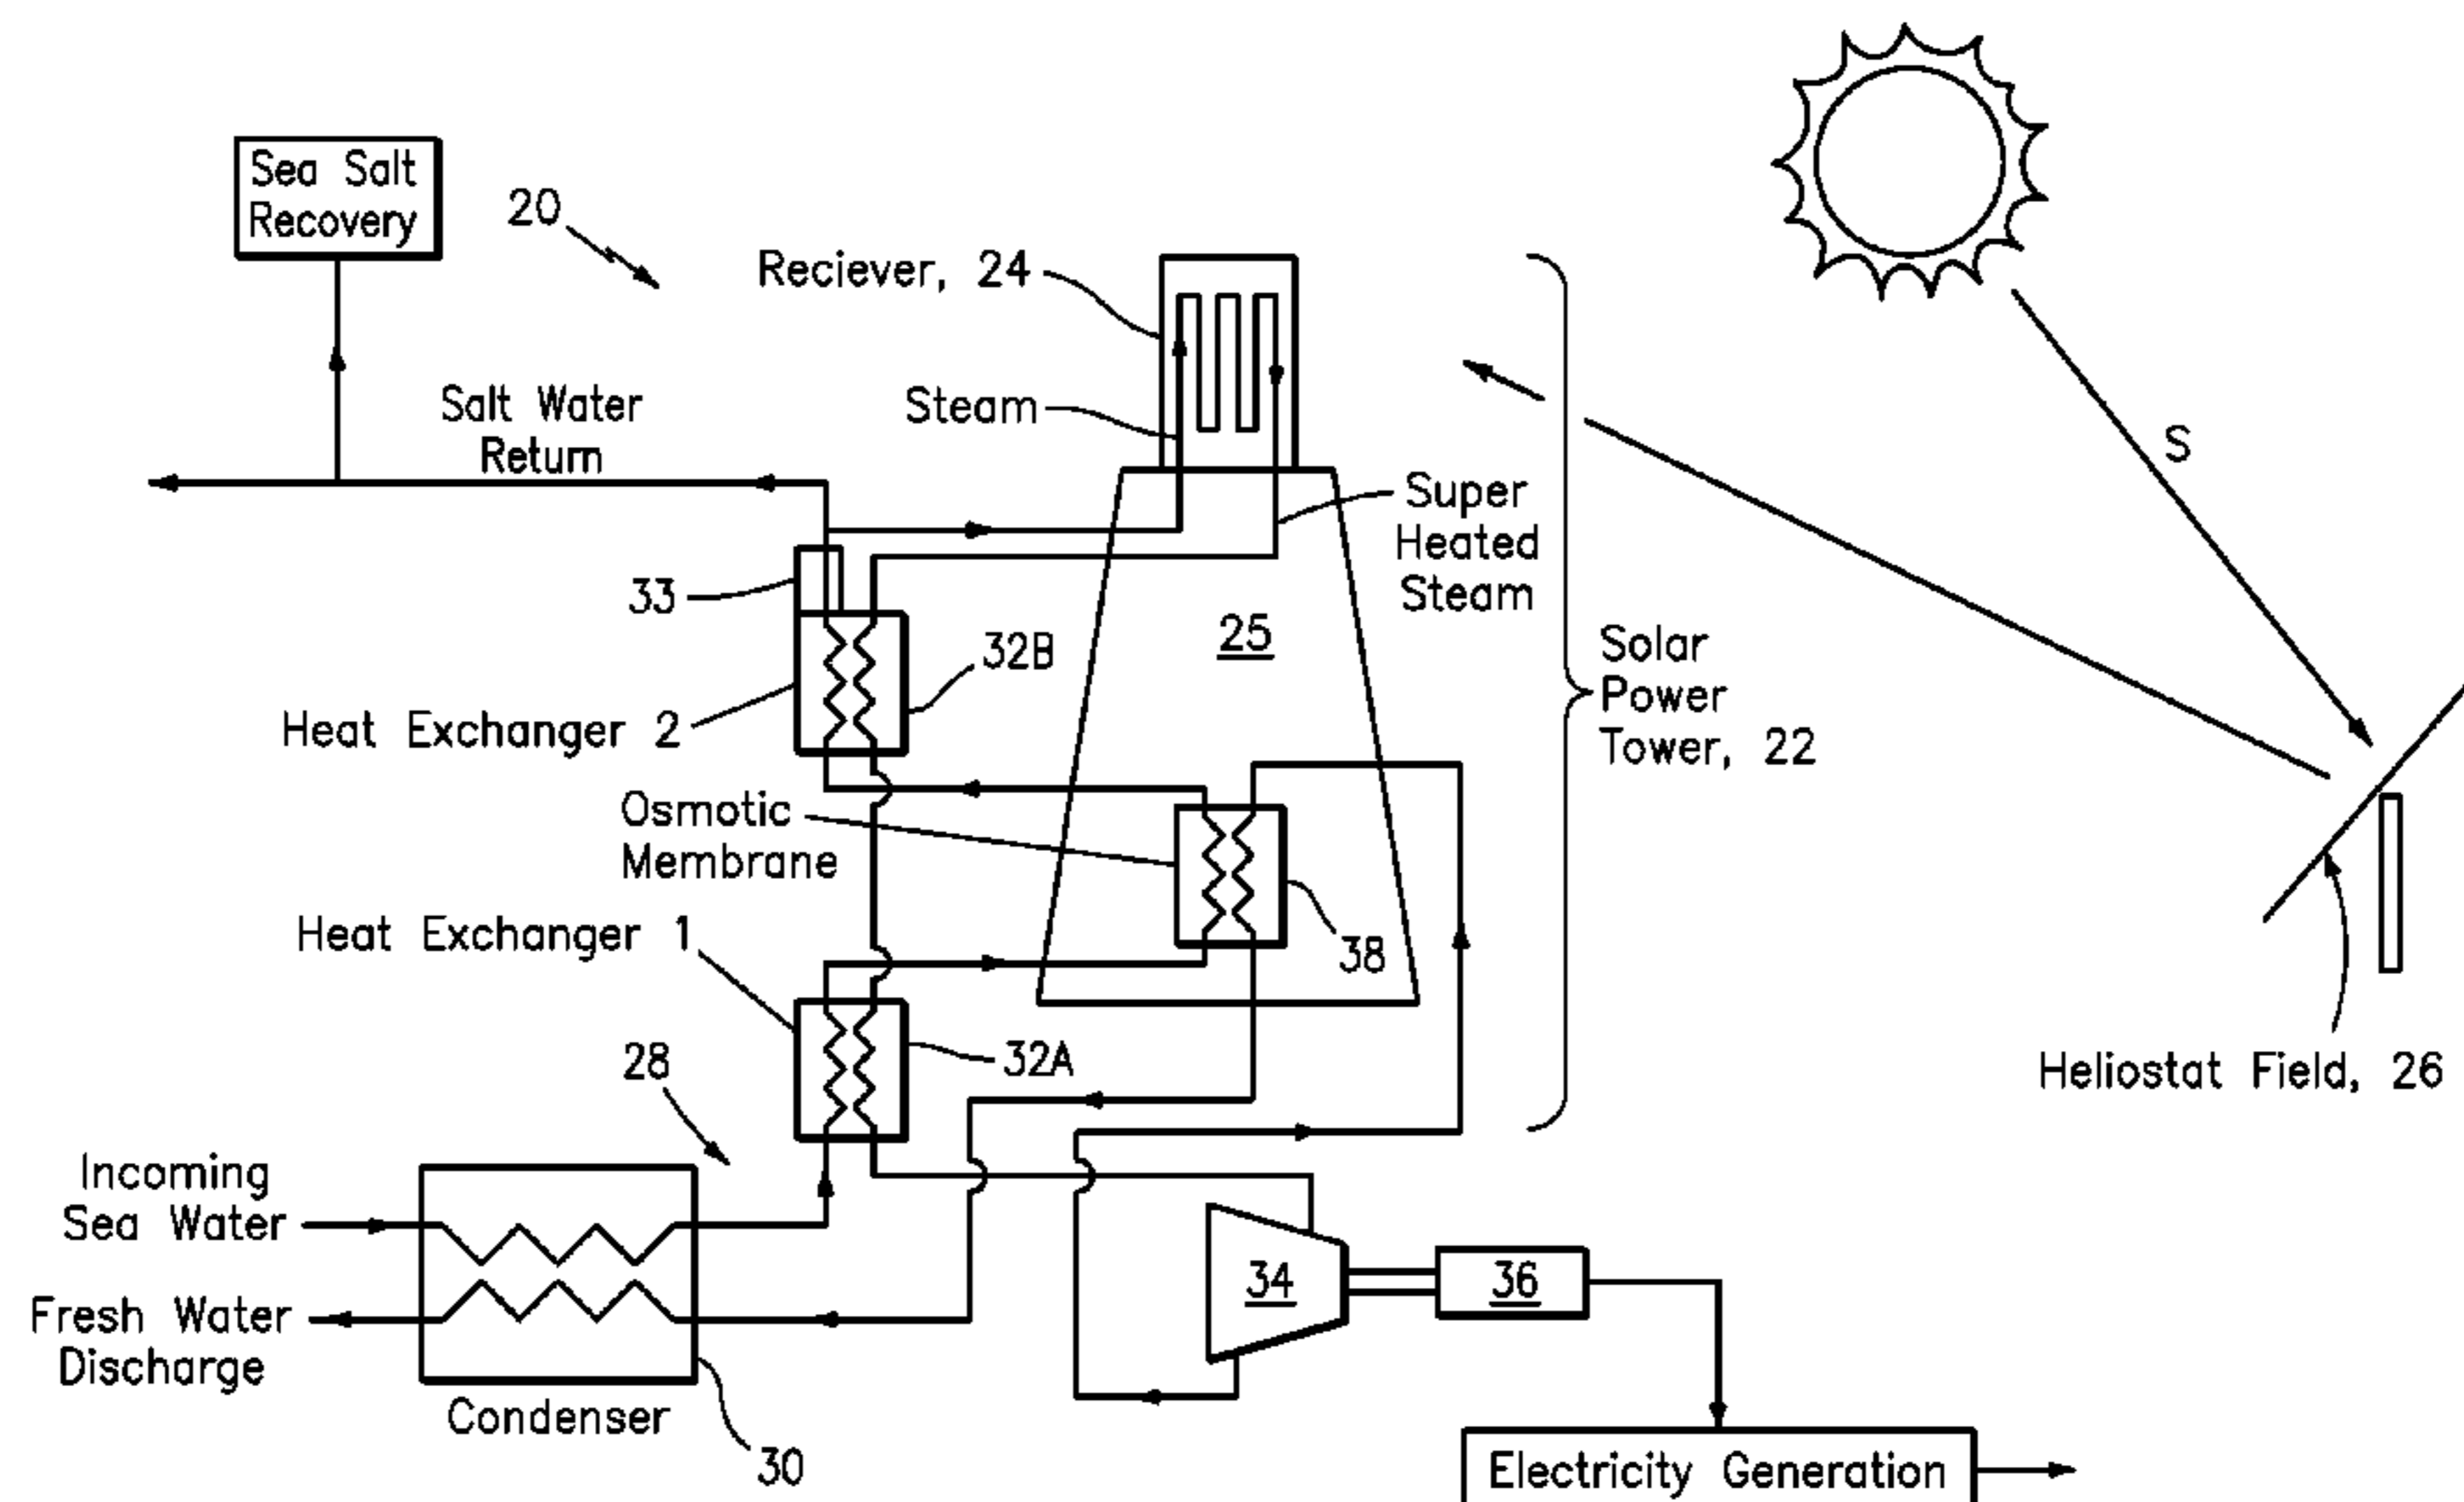 Sea Salt
Recovery
20
Reciever, 24
Steam
Salt Water
Return
S
Super
Heated
Steam
33
25
32B
Heat Exchanger 2
Solar
Power
Tower, 22
Osmotic
Membrane
Heat Exchanger 1
38
32A
28
Heliostat Field, 26
Incoming
Sea Water
Fresh Water
Discharge
34
36
Condenser
30
Electricity Generation